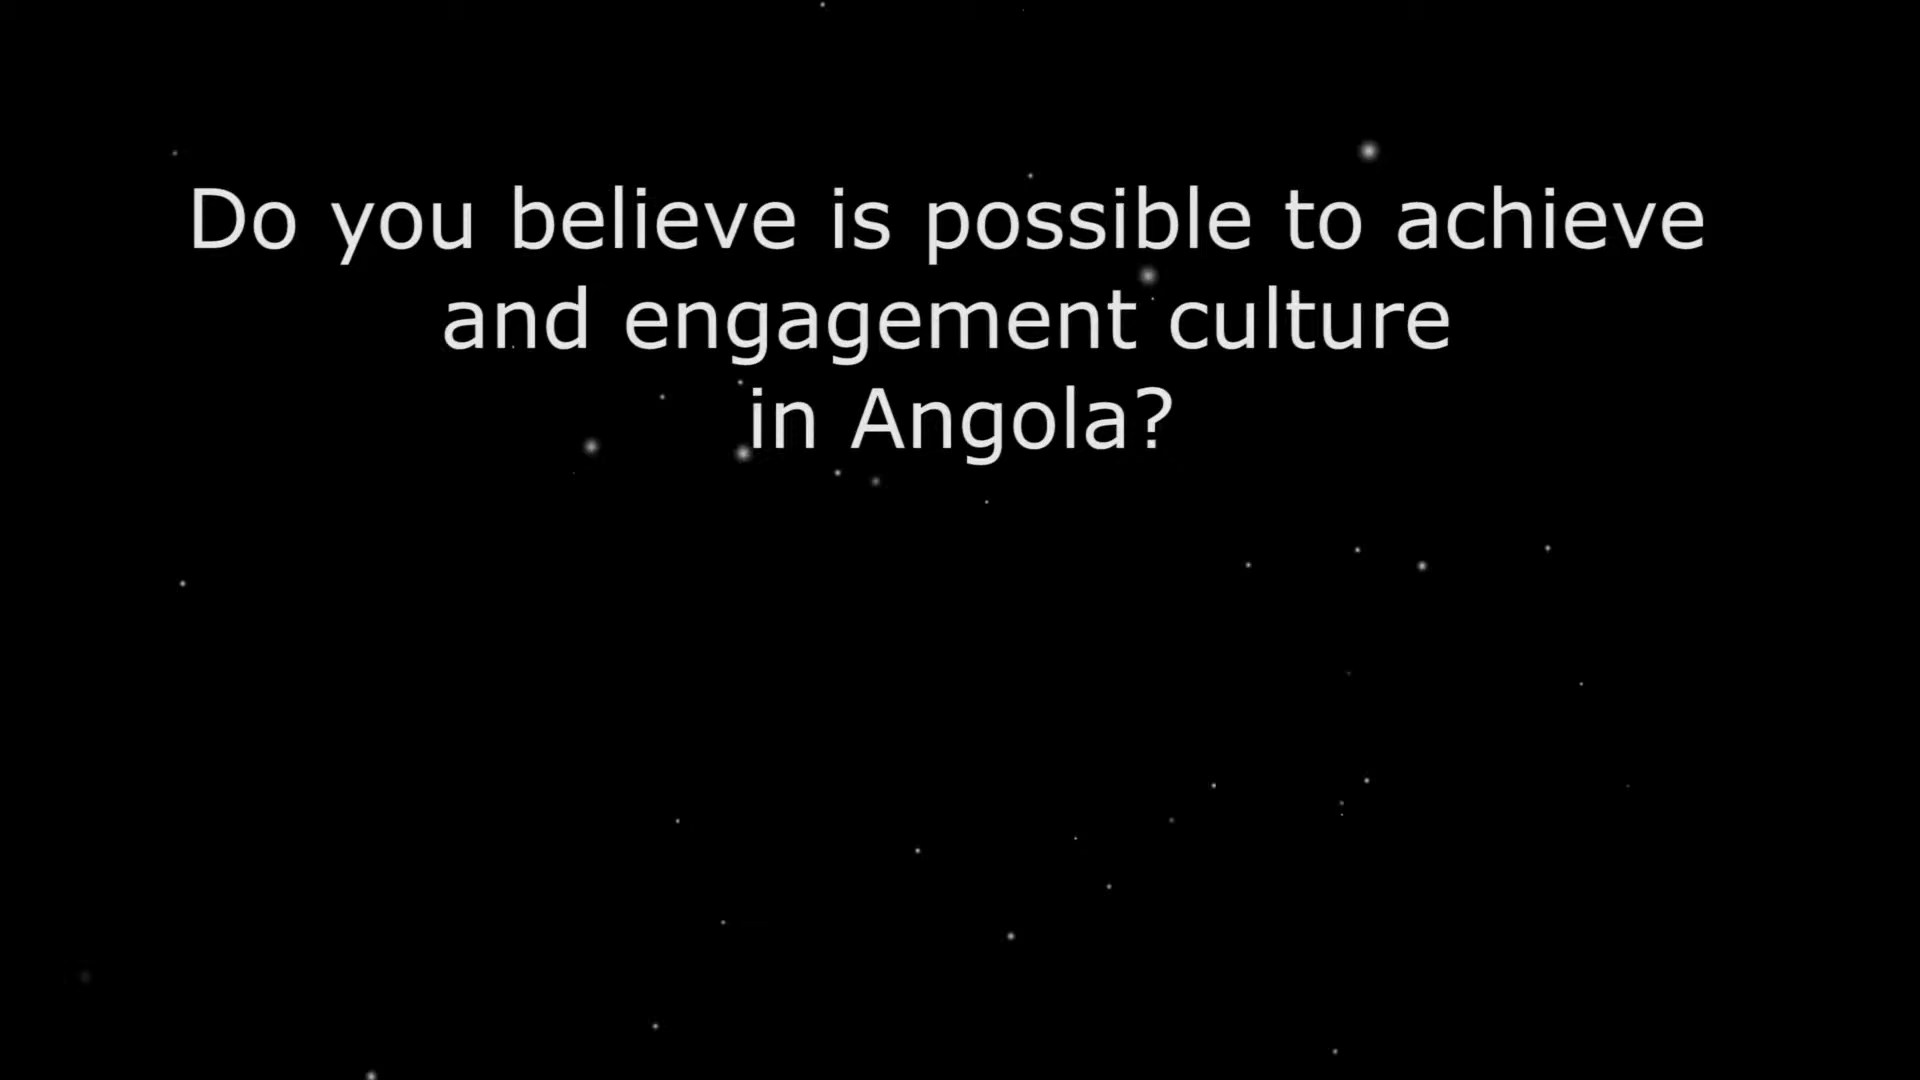 Do you believe is possible to achieve
and engagement culture
in Angola?